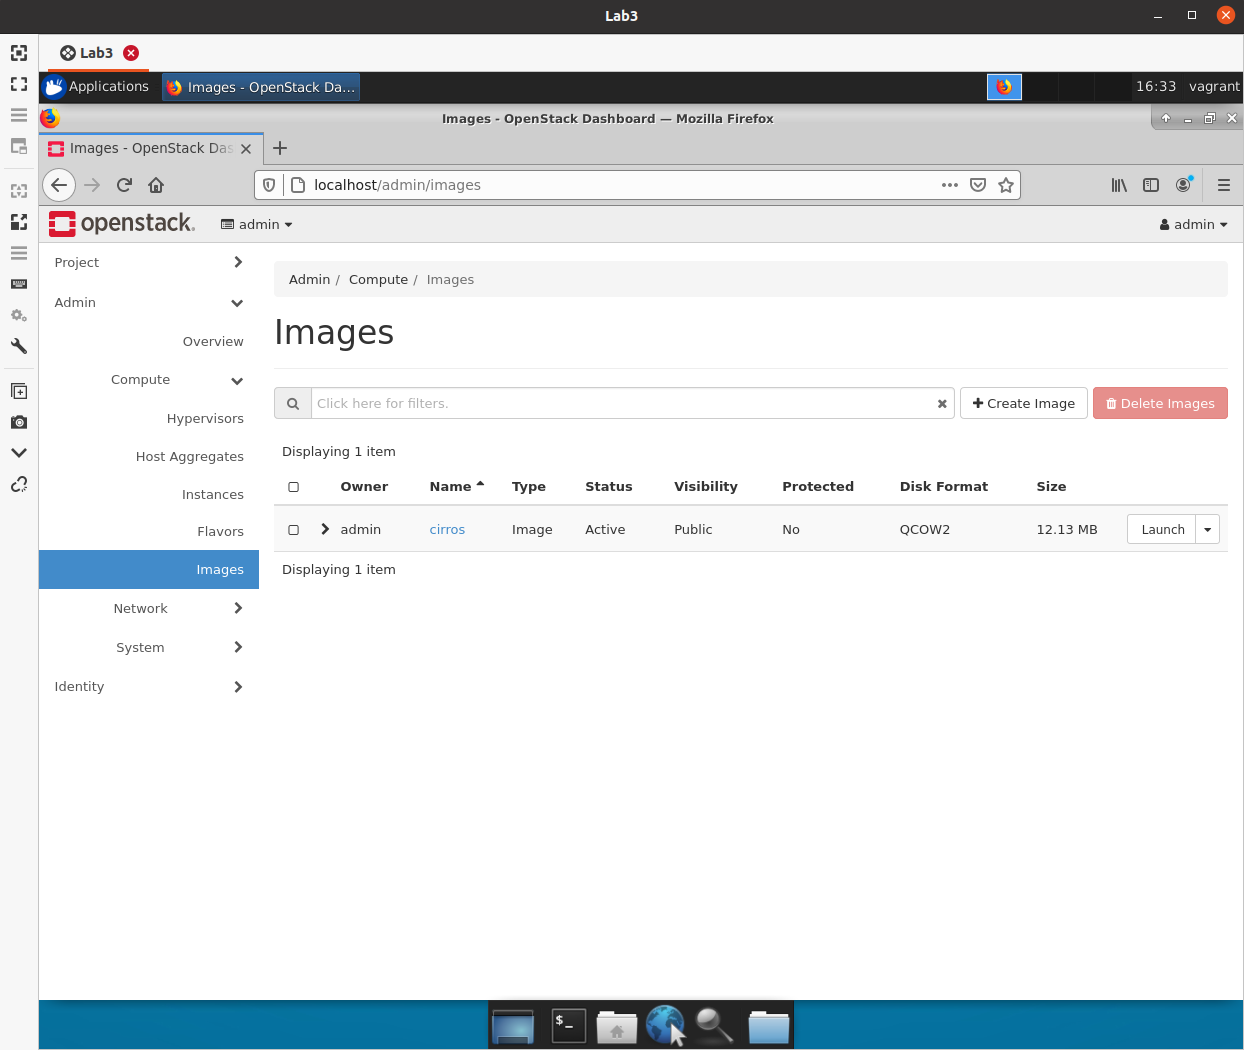 Lab3
Lab3
Applications
Images - OpenStack Da...
16:33
vagrant
Images - OpenStack Dashboard — Mozilla Firefox
Images - OpenStack Das
localhost/admin/images
openstack.
admin
admin
Project
Admin
Overview
Compute
Hypervisors
Host Aggregates
Instances
Flavors
Images
Network
System
Identity
Admin / Compute / Images
Images
Click here for filters.
Create Image
Delete Images
Displaying 1 item
Owner Name Type Status Visibility Protected Disk Format Size
admin cirros Image Active Public No QCOW2 12.13 MB Launch
Displaying 1 item
$_